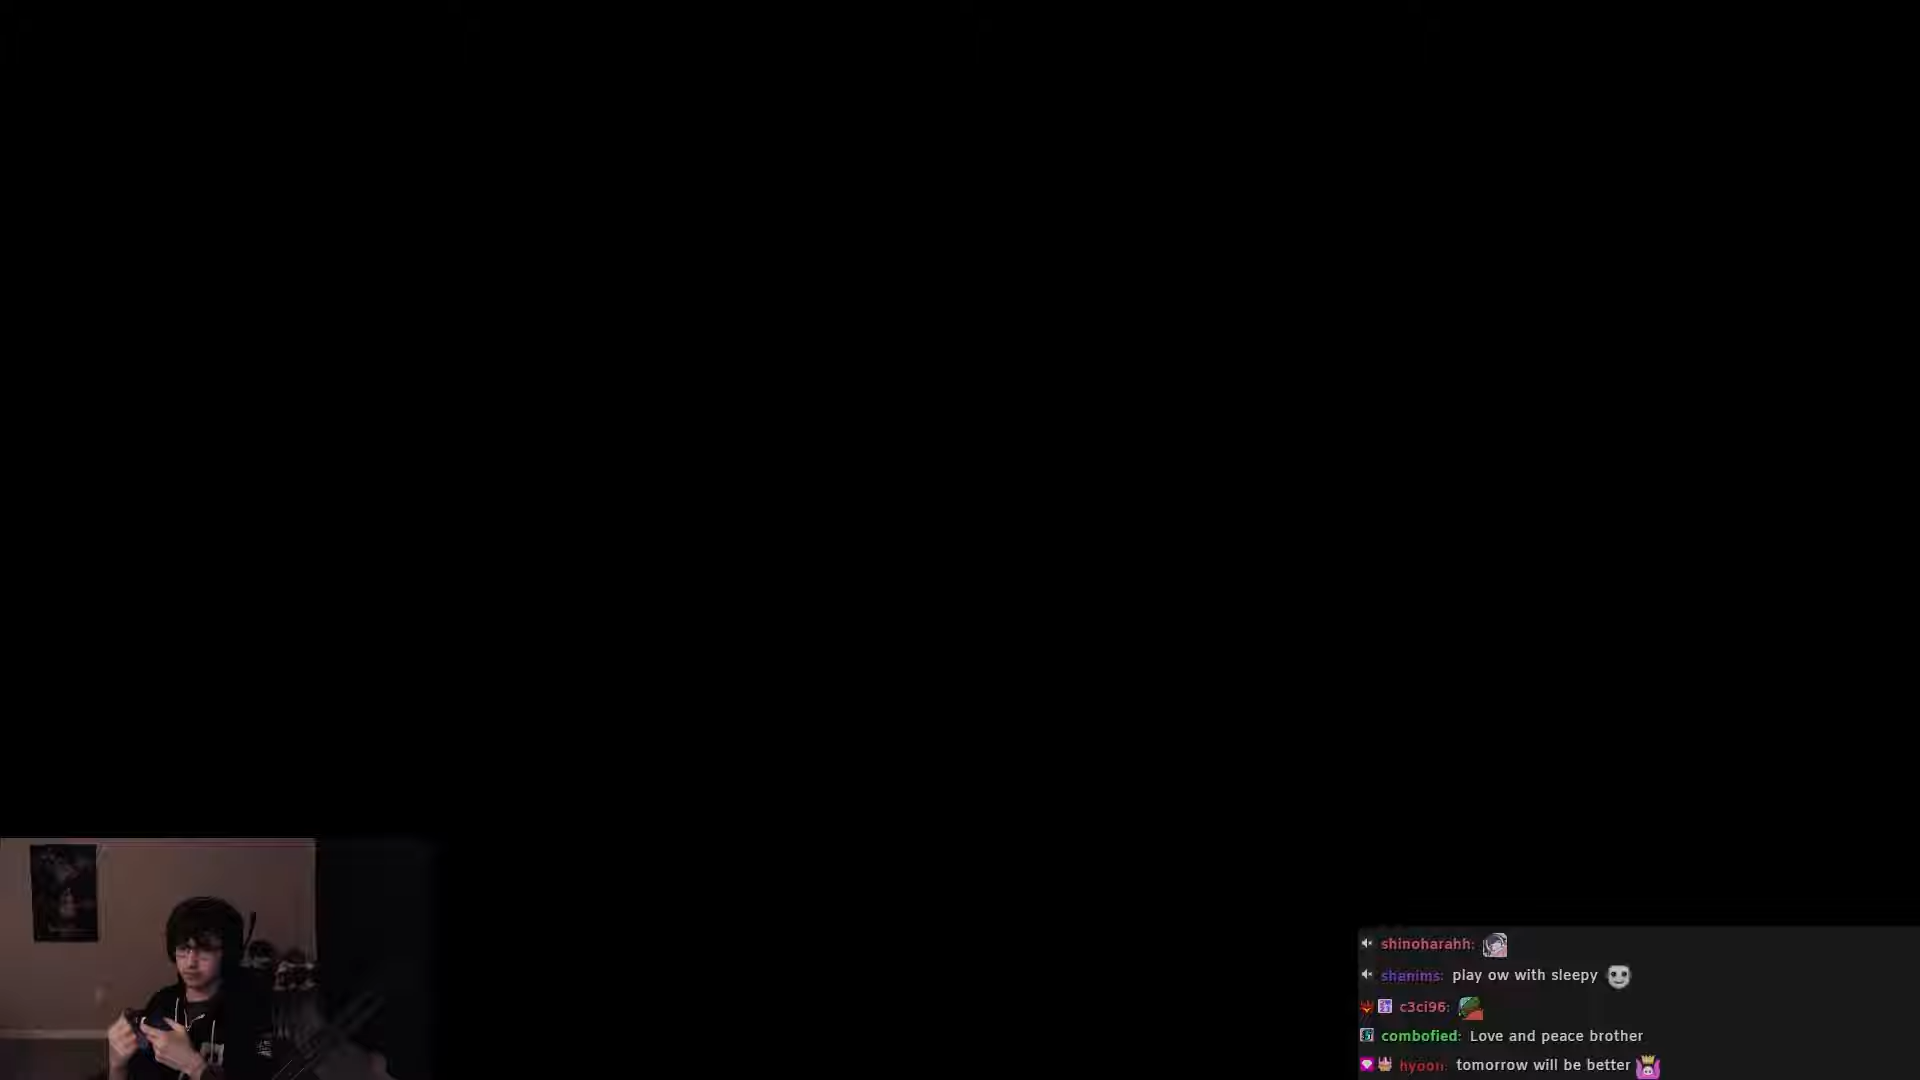 shinoharahh:
shanims: play ow with sleepy
c3ci96:
combofied: Love and peace brother
hyoon: tomorrow will be better